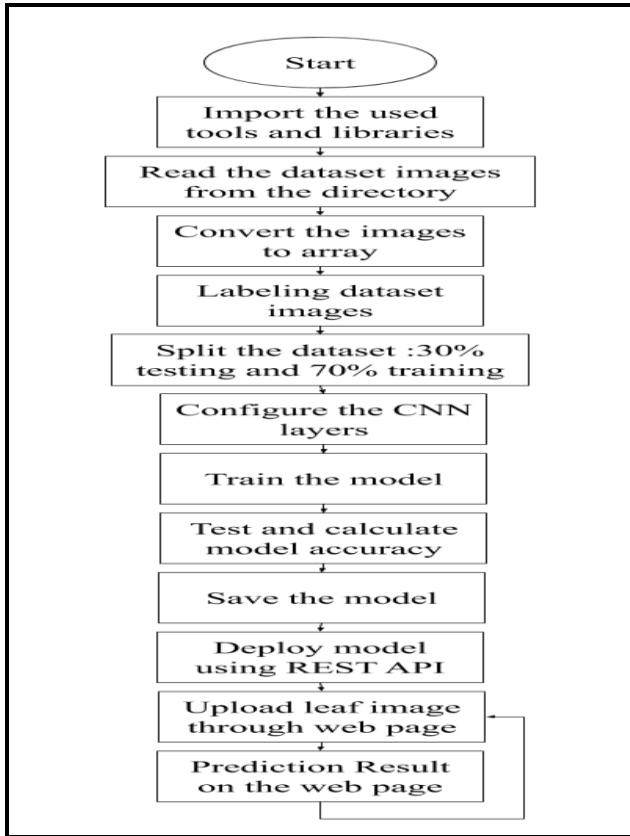 Start
Import the used
tools and libraries
Read the dataset images
from the directory
Convert the images
to array
Labeling dataset
images
Split the dataset :30%
testing and 70% training
Configure the CNN
layers
Train the model
Test and calculate
model accuracy
Save the model
Deploy model
using REST API
Upload leaf image
through web page
Prediction Result
on the web page